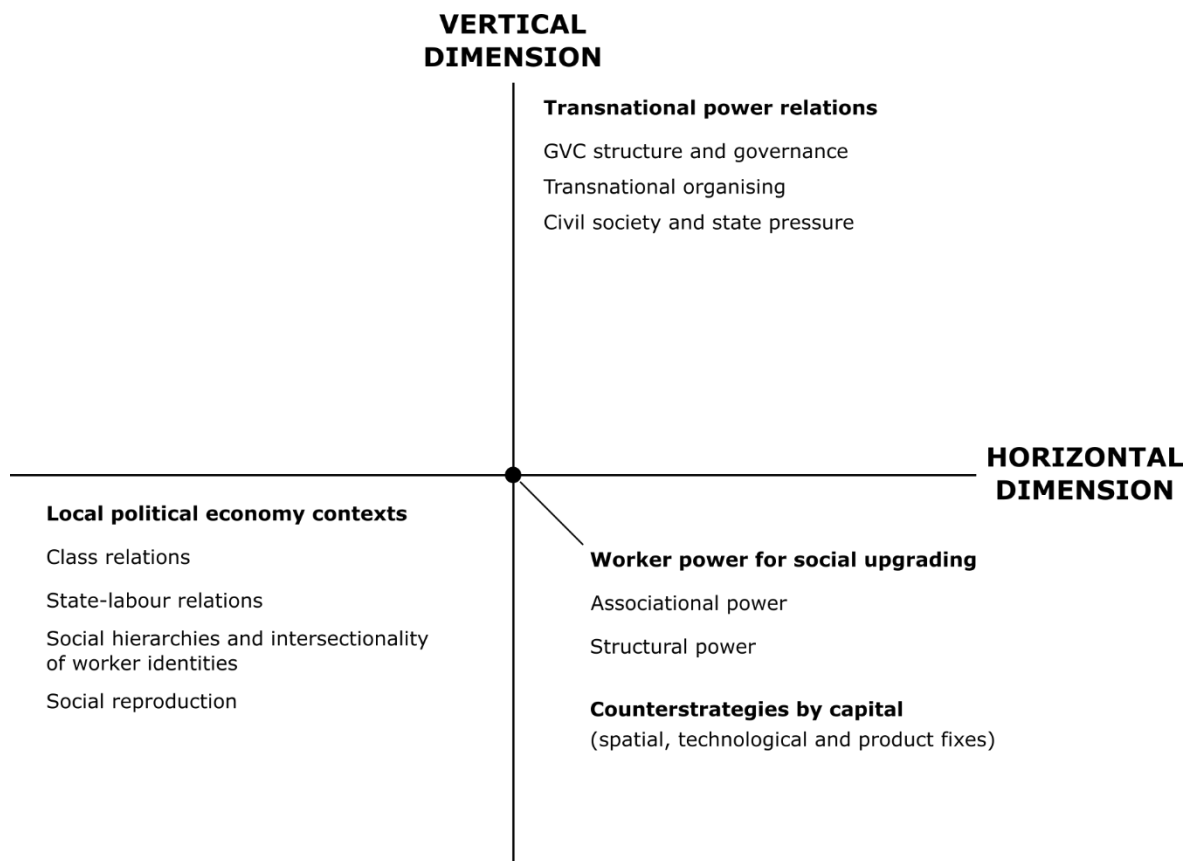 VERTICAL
DIMENSION
Transnational power relations
GVC structure and governance
Transnational organising
Civil society and state pressure
HORIZONTAL
DIMENSION
Local political economy contexts
Class relations
State-labour relations
Social hierarchies and intersectionality
of worker identities
Social reproduction
Worker power for social upgrading
Associational power
Structural power
Counterstrategies by capital
(spatial, technological and product fixes)